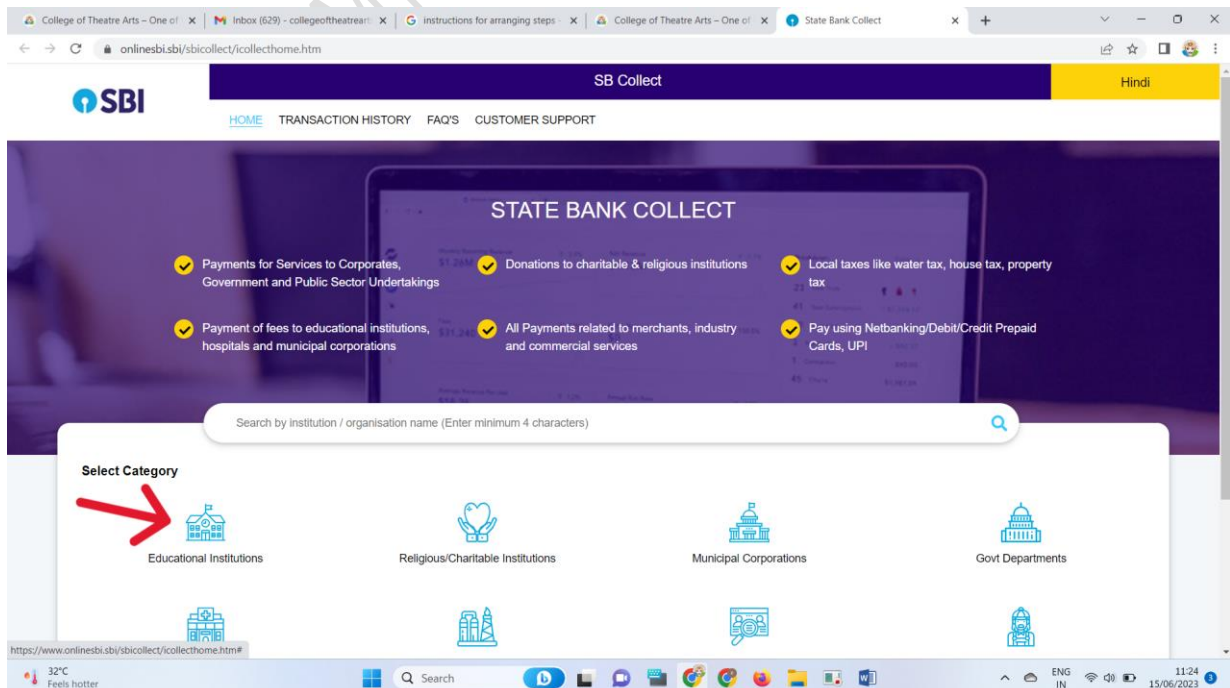 College of Theatre Arts – One of
Inbox (629) - collegeoftheatreart
instructions for arranging steps -
College of Theatre Arts – One of
State Bank Collect
onlinesbi.sbi/sbicollect/icollecthome.htm
SBI
SB Collect
Hindi
HOME TRANSACTION HISTORY FAQ'S CUSTOMER SUPPORT
STATE BANK COLLECT
Payments for Services to Corporates,
Government and Public Sector Undertakings
Donations to charitable & religious institutions
Local taxes like water tax, house tax, property
tax
Payment of fees to educational institutions,
hospitals and municipal corporations
All Payments related to merchants, industry
and commercial services
Pay using Netbanking/Debit/Credit Prepaid
Cards, UPI
Search by institution / organisation name (Enter minimum 4 characters)
Select Category
Educational Institutions
Religious/Charitable Institutions
Municipal Corporations
Govt Departments
https://www.onlinesbi.sbi/sbicollect/icollecthome.htm#
32°C
Feels hotter
Search
ENG
IN
11:24
15/06/2023
3